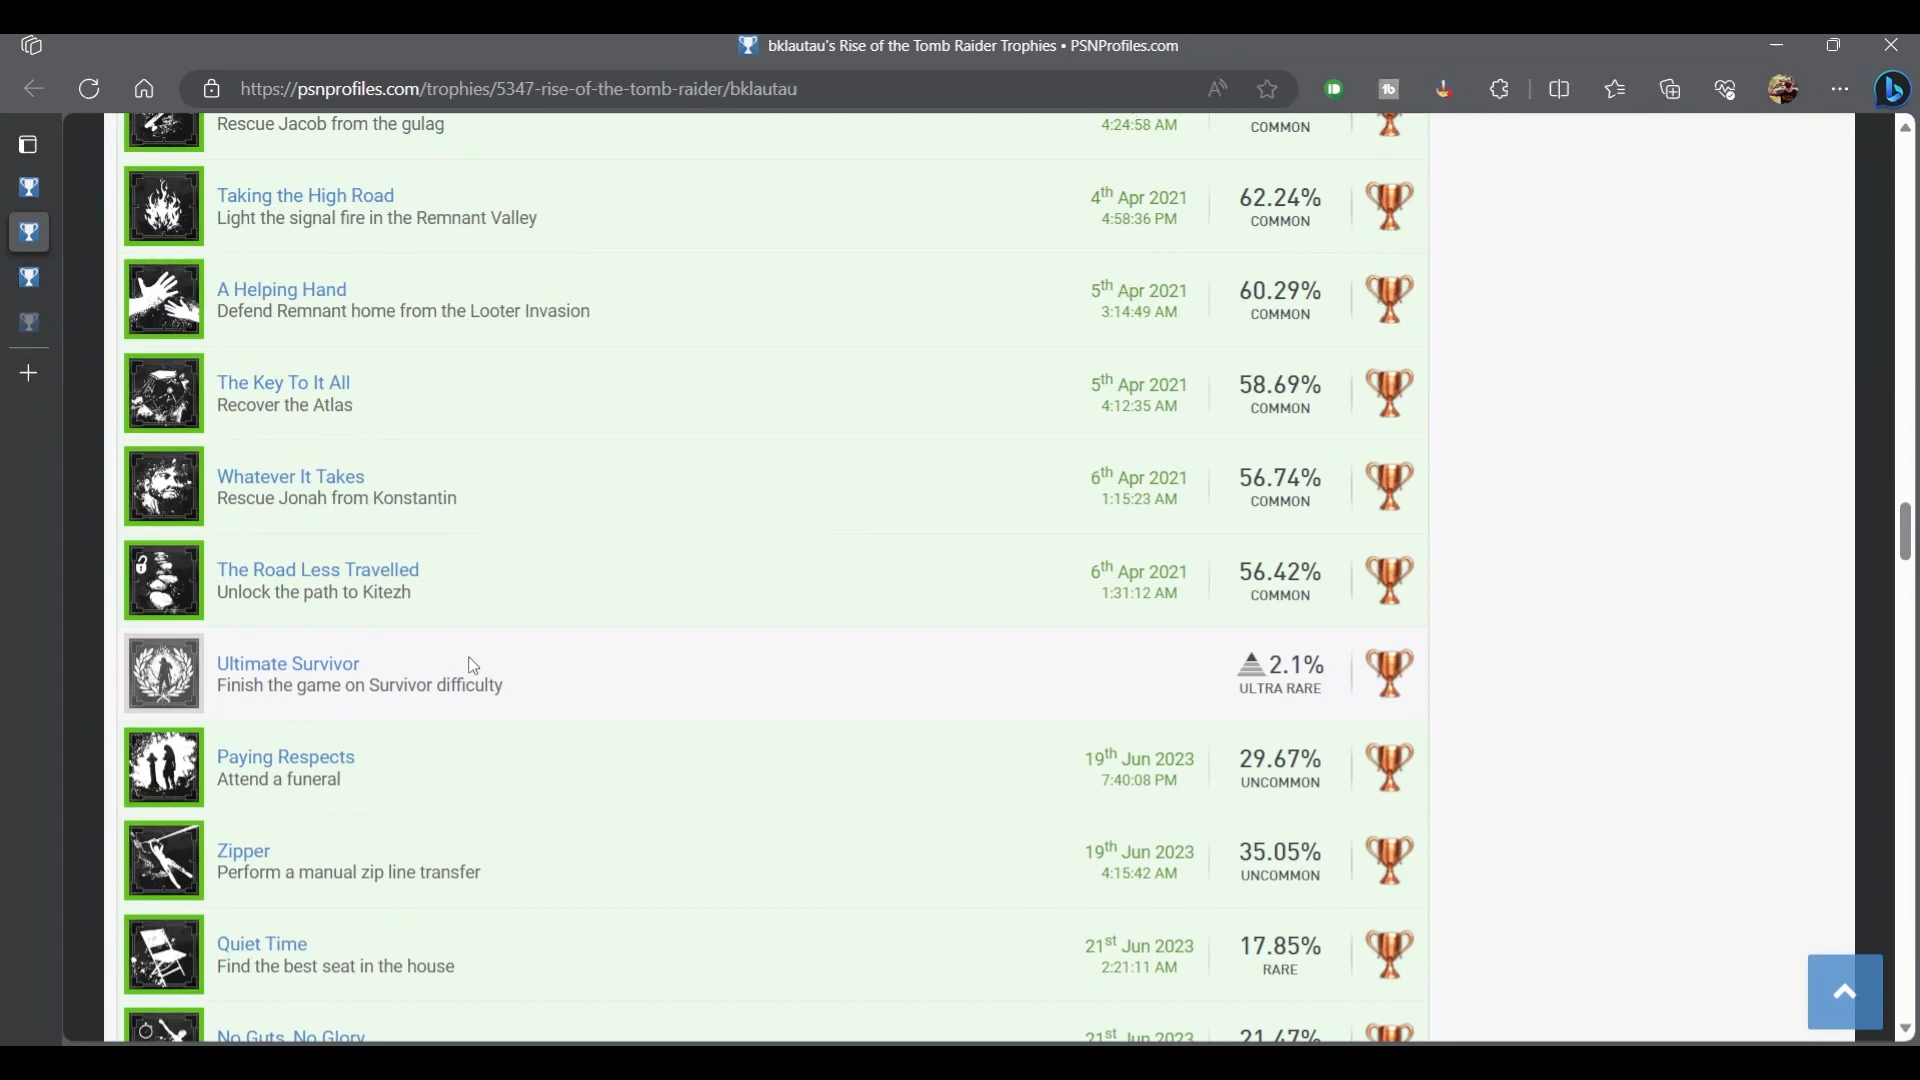 bklautau's Rise of the Tomb Raider Trophies • PSNProfiles.com
https://psnprofiles.com/trophies/5347-rise-of-the-tomb-raider/bklautau
Rescue Jacob from the gulag
4:24:58 AM
COMMON
Taking the High Road
Light the signal fire in the Remnant Valley
4th Apr 2021
4:58:36 PM
62.24%
COMMON
A Helping Hand
Defend Remnant home from the Looter Invasion
5th Apr 2021
3:14:49 AM
60.29%
COMMON
The Key To It All
Recover the Atlas
5th Apr 2021
4:12:35 AM
58.69%
COMMON
Whatever It Takes
Rescue Jonah from Konstantin
6th Apr 2021
1:15:23 AM
56.74%
COMMON
The Road Less Travelled
Unlock the path to Kitezh
6th Apr 2021
1:31:12 AM
56.42%
COMMON
Ultimate Survivor
Finish the game on Survivor difficulty
2.1%
ULTRA RARE
Paying Respects
Attend a funeral
19th Jun 2023
7:40:08 PM
29.67%
UNCOMMON
Zipper
Perform a manual zip line transfer
19th Jun 2023
4:15:42 AM
35.05%
UNCOMMON
Quiet Time
Find the best seat in the house
21st Jun 2023
2:21:11 AM
17.85%
RARE
No Guts, No Glory
21st Jun 2023
21.47%